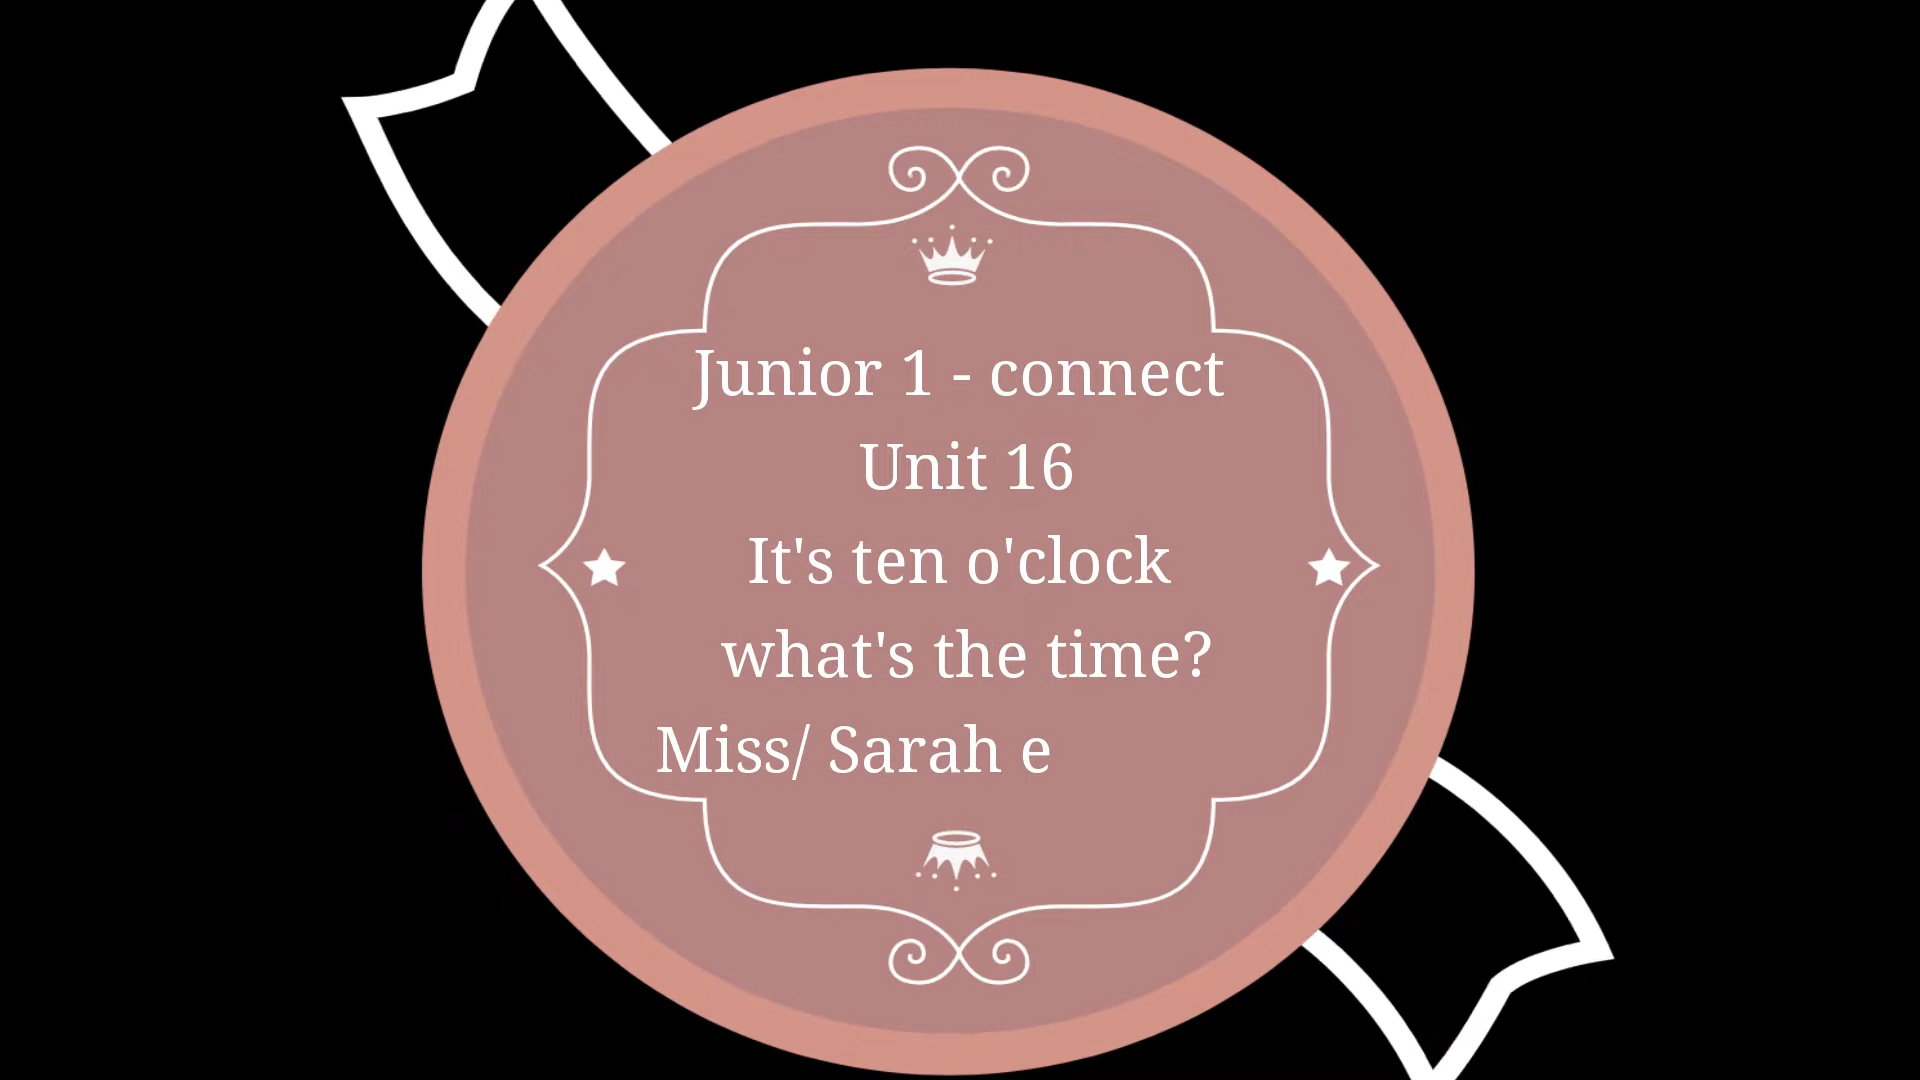 Junior 1 - connect
Unit 16
It's ten o'clock
what's the time?
Miss/ Sarah e